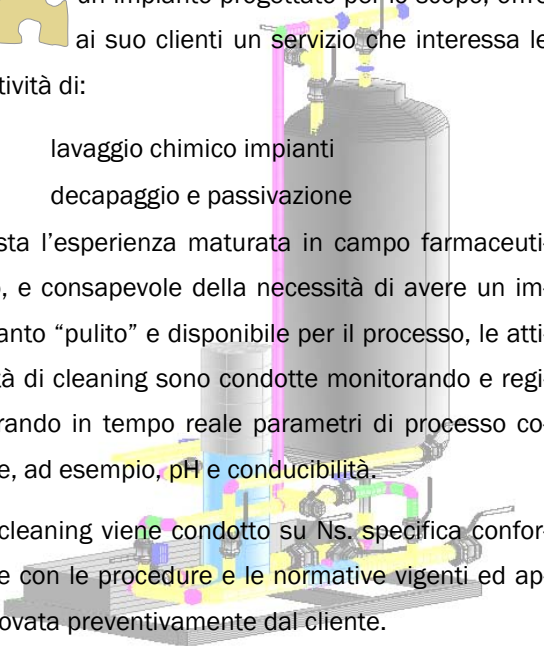 un impianto progettato per lo scopo, offre
ai suo clienti un servizio che interessa le
tività di:
lavaggio chimico impianti
decapaggio e passivazione
sta l’esperienza maturata in campo farmaceuti-
o, e consapevole della necessità di avere un im-
anto “pulito” e disponibile per il processo, le atti-
tà di cleaning sono condotte monitorando e regi-
rando in tempo reale parametri di processo co-
e, ad esempio, pH e conducibilità.
cleaning viene condotto su Ns. specifica confor-
e con le procedure e le normative vigenti ed ap-
ovata preventivamente dal cliente.